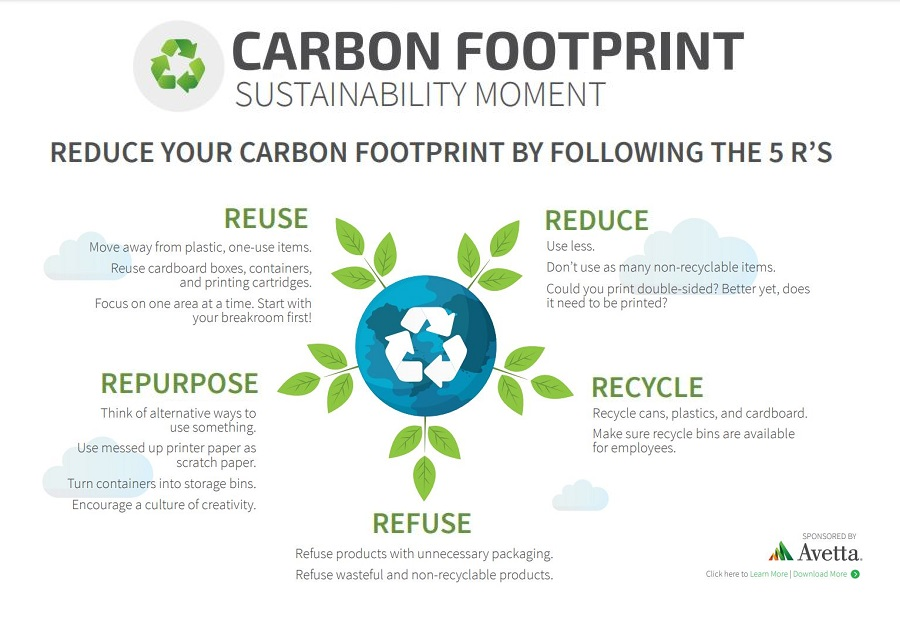 CARBON FOOTPRINT
SUSTAINABILITY MOMENT
REDUCE YOUR CARBON FOOTPRINT BY FOLLOWING THE 5 R'S
REUSE
Move away from plastic, one-use items.
Reuse cardboard boxes, containers,
and printing cartridges.
Focus on one area at a time. Start with
your breakroom first!
REDUCE
Use less.
Don't use as many non-recyclable items.
Could you print double-sided? Better yet, does
it need to be printed?
REPURPOSE
Think of alternative ways to
use something.
Use messed up printer paper as
scratch paper.
Turn containers into storage bins.
Encourage a culture of creativity.
RECYCLE
Recycle cans, plastics, and cardboard.
Make sure recycle bins are available
for employees.
REFUSE
Refuse products with unnecessary packaging.
Refuse wasteful and non-recyclable products.
SPONSORED BY
Avetta.
Click here to Learn More | Download More